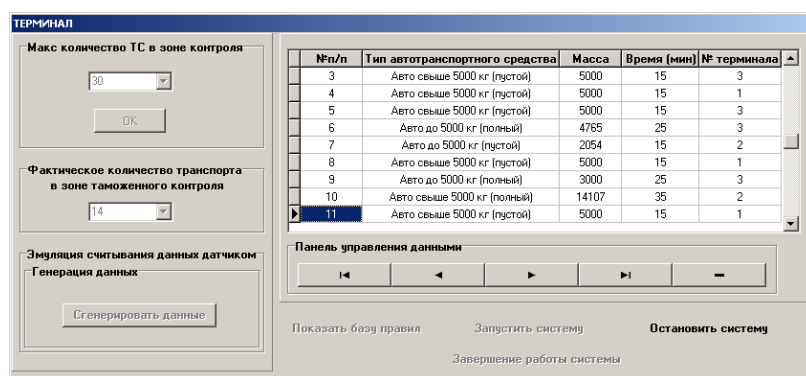 ТЕРМИНАЛ
Макс количество ТС в зоне контроля
30
OK
Фактическое количество транспорта
в зоне таможенного контроля
14
Эмуляция считывания данных датчиком
Генерация данных
Сгенерировать данные
№п/п Тип автотранспортного средства Масса Время (мин) № терминала
3 Авто свыше 5000 кг (пустой) 5000 15 3
4 Авто свыше 5000 кг (пустой) 5000 15 1
5 Авто свыше 5000 кг (пустой) 5000 15 3
6 Авто до 5000 кг (полный) 4765 25 3
7 Авто до 5000 кг (пустой) 2054 15 2
8 Авто свыше 5000 кг (пустой) 5000 15 1
9 Авто до 5000 кг (полный) 3000 25 3
10 Авто свыше 5000 кг (полный) 14107 35 2
11 Авто свыше 5000 кг (пустой) 5000 15 1
Панель управления данными
Показать базу правил Запустить систему Остановить систему
Завершение работы системы